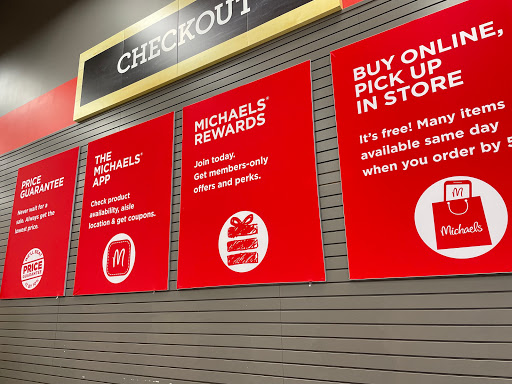 CHECKOUT
PRICE
GUARANTEE
Never wait for a
sale. Always get the
lowest price.
PRICE
GUARANTEE
THE
MICHAELS®
APP
Check product
availability, aisle
location & get coupons.
M
MICHAELS®
REWARDS
Join today.
Get members-only
offers and perks.
BUY ONLINE,
PICK UP
IN STORE
It's free! Many items
available same day
when you order by 5
M
Michaels